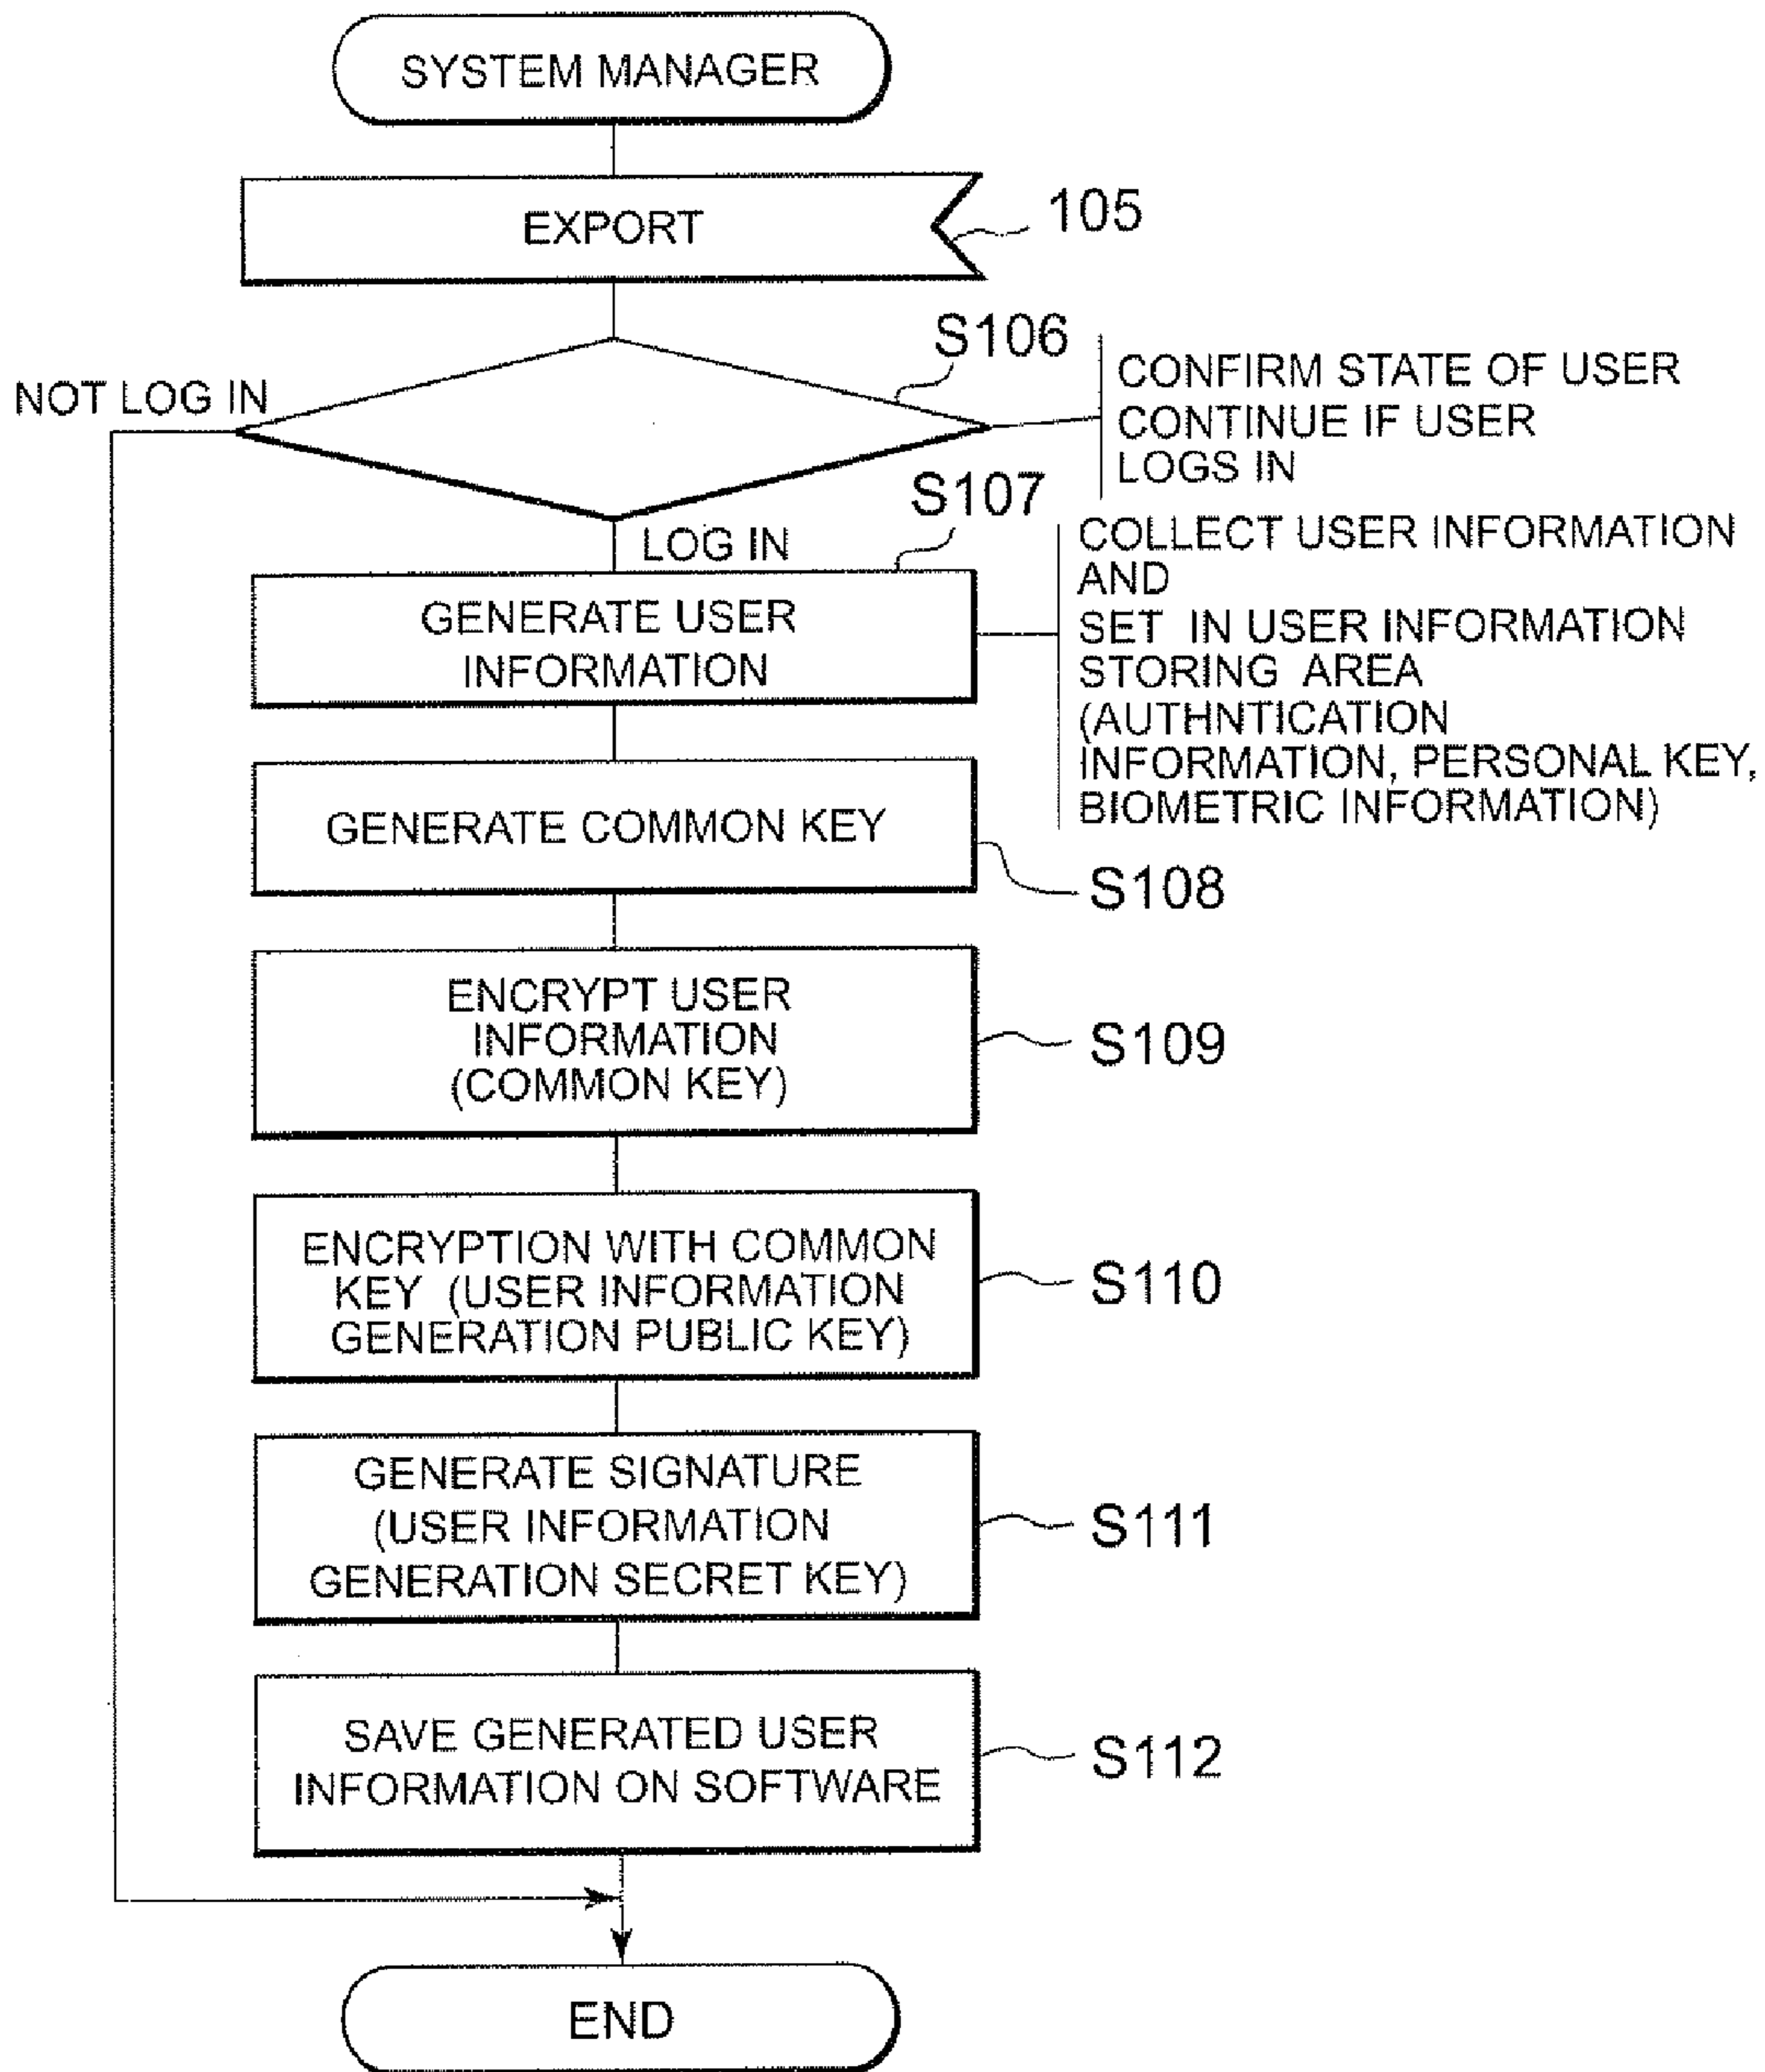 SYSTEM MANAGER
EXPORT
105
S106
NOT LOG IN
CONFIRM STATE OF USER
CONTINUE IF USER
LOGS IN
LOG IN
S107
GENERATE USER
INFORMATION
COLLECT USER INFORMATION
AND
SET IN USER INFORMATION
STORING AREA
(AUTHNTICATION
INFORMATION, PERSONAL KEY,
BIOMETRIC INFORMATION)
GENERATE COMMON KEY
S108
ENCRYPT USER
INFORMATION
(COMMON KEY)
S109
ENCRYPTION WITH COMMON
KEY (USER INFORMATION
GENERATION PUBLIC KEY)
S110
GENERATE SIGNATURE
(USER INFORMATION
GENERATION SECRET KEY)
S111
SAVE GENERATED USER
INFORMATION ON SOFTWARE
S112
END